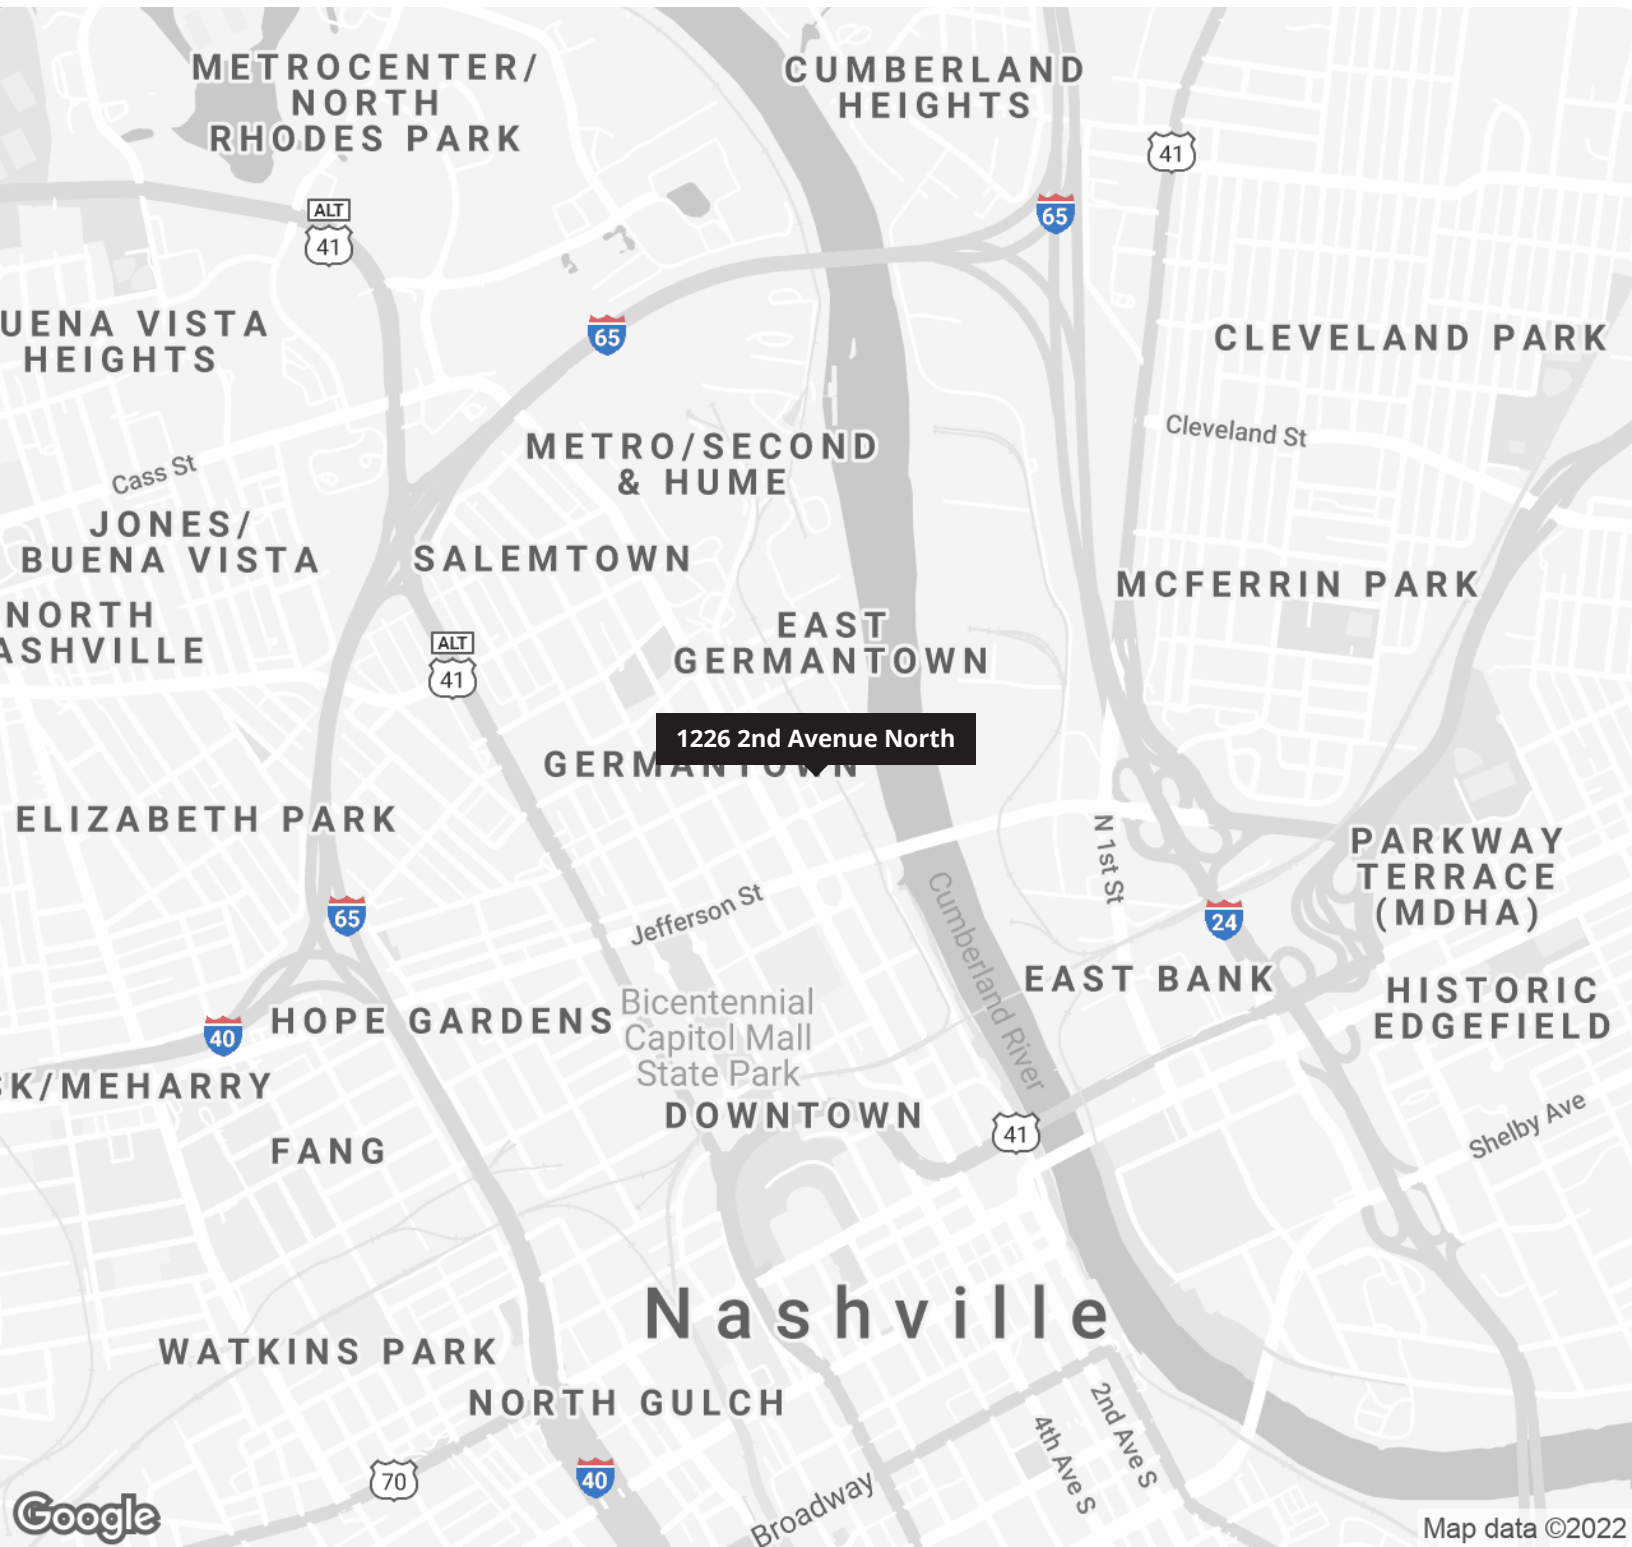 METROCENTER/
NORTH
RHODES PARK
CUMBERLAND
HEIGHTS
41
ALT
41
65
65
UENA VISTA
HEIGHTS
CLEVELAND PARK
Cleveland St
METRO/SECOND
& HUME
Cass St
JONES/
BUENA VISTA
SALEMTOWN
MCFERRIN PARK
NORTH
ASHVILLE
EAST
GERMANTOWN
ALT
41
1226 2nd Avenue North
GERMANTOWN
ELIZABETH PARK
N 1st St
PARKWAY
TERRACE
(MDHA)
65
Jefferson St
Cumberland River
24
EAST BANK
HISTORIC
EDGEFIELD
40
HOPE GARDENS
Bicentennial
Capitol Mall
State Park
SK/MEHARRY
DOWNTOWN
41
Shelby Ave
FANG
Nashville
WATKINS PARK
NORTH GULCH
2nd Ave S
4th Ave S
70
40
Broadway
Google
Map data ©2022